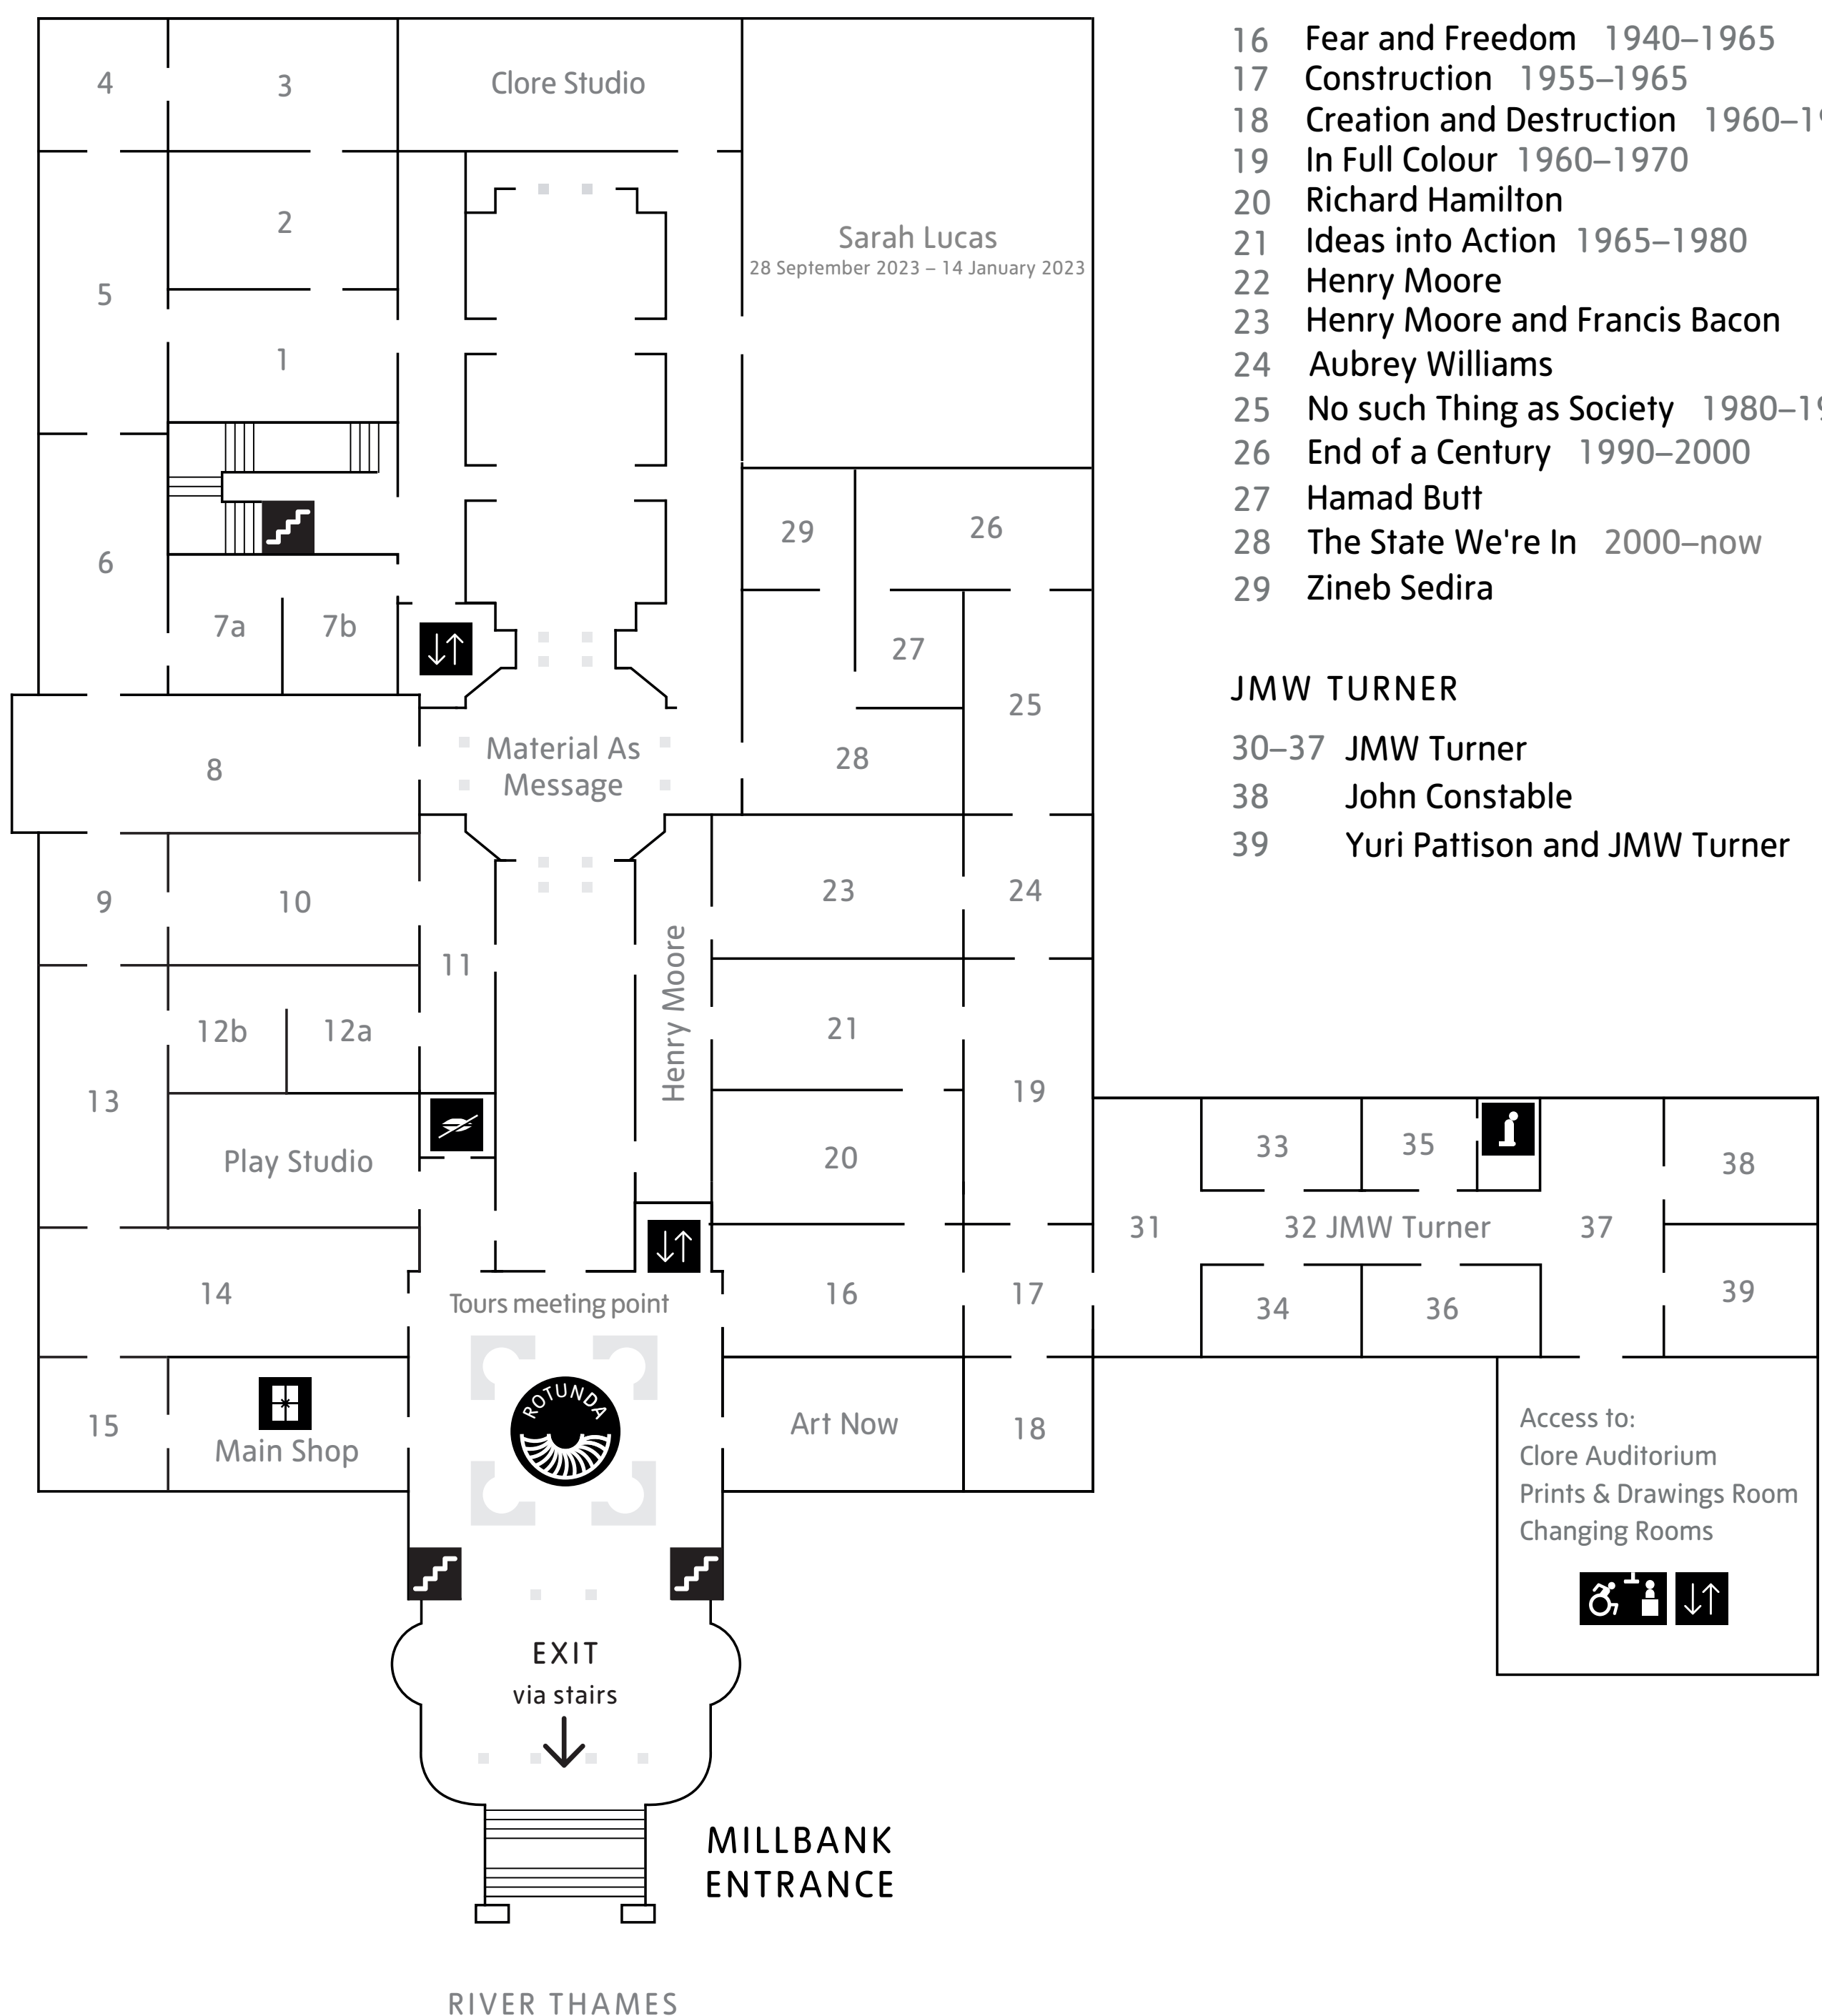 4
3
Clore Studio
2
5
1
Sarah Lucas
28 September 2023 – 14 January 2023
6
7a
7b
29
26
27
25
8
Material As
Message
28
9
10
11
Henry Moore
23
24
12b
12a
21
13
19
Play Studio
20
14
Tours meeting point
16
17
15
Main Shop
ROTUNDA
Art Now
18
31
33
35
32 JMW Turner
37
38
34
36
39
Access to:
Clore Auditorium
Prints & Drawings Room
Changing Rooms
EXIT
via stairs
MILLBANK
ENTRANCE
RIVER THAMES
16 Fear and Freedom 1940–1965
17 Construction 1955–1965
18 Creation and Destruction 1960–1
19 In Full Colour 1960–1970
20 Richard Hamilton
21 Ideas into Action 1965–1980
22 Henry Moore
23 Henry Moore and Francis Bacon
24 Aubrey Williams
25 No such Thing as Society 1980–1
26 End of a Century 1990–2000
27 Hamad Butt
28 The State We're In 2000–now
29 Zineb Sedira
JMW TURNER
30–37 JMW Turner
38 John Constable
39 Yuri Pattison and JMW Turner